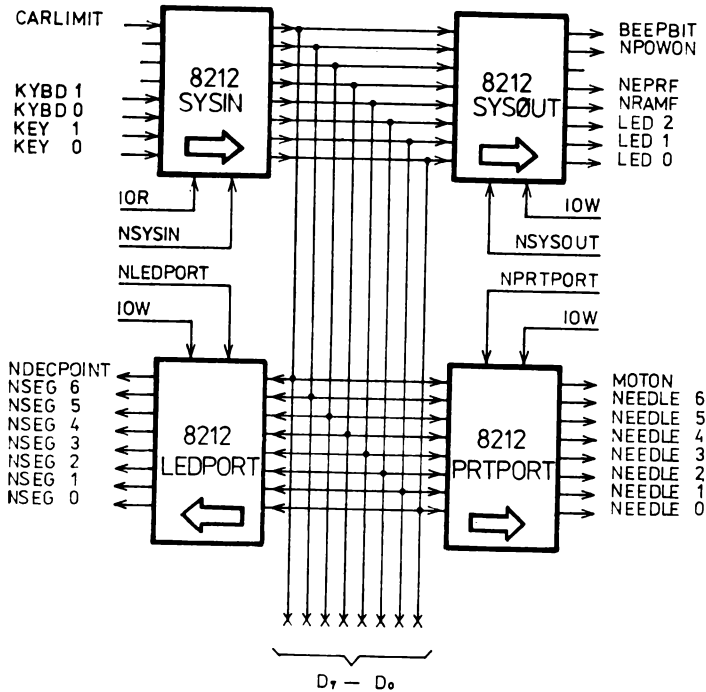 CARLIMIT
KYBD 1
KYBD 0
KEY 1
KEY 0
8212
SYSIN
IOR
NSYSIN
8212
SYSØUT
BEEPBIT
NPOWON
NEPRF
NRAMF
LED 2
LED 1
LED 0
IOW
NSYSOUT
NLEDPORT
IOW
NDECPOINT
NSEG 6
NSEG 5
NSEG 4
NSEG 3
NSEG 2
NSEG 1
NSEG 0
8212
LEDPORT
NPRTPORT
IOW
8212
PRTPORT
MOTON
NEEDLE 6
NEEDLE 5
NEEDLE 4
NEEDLE 3
NEEDLE 2
NEEDLE 1
NEEDLE 0
D₇ — D₀